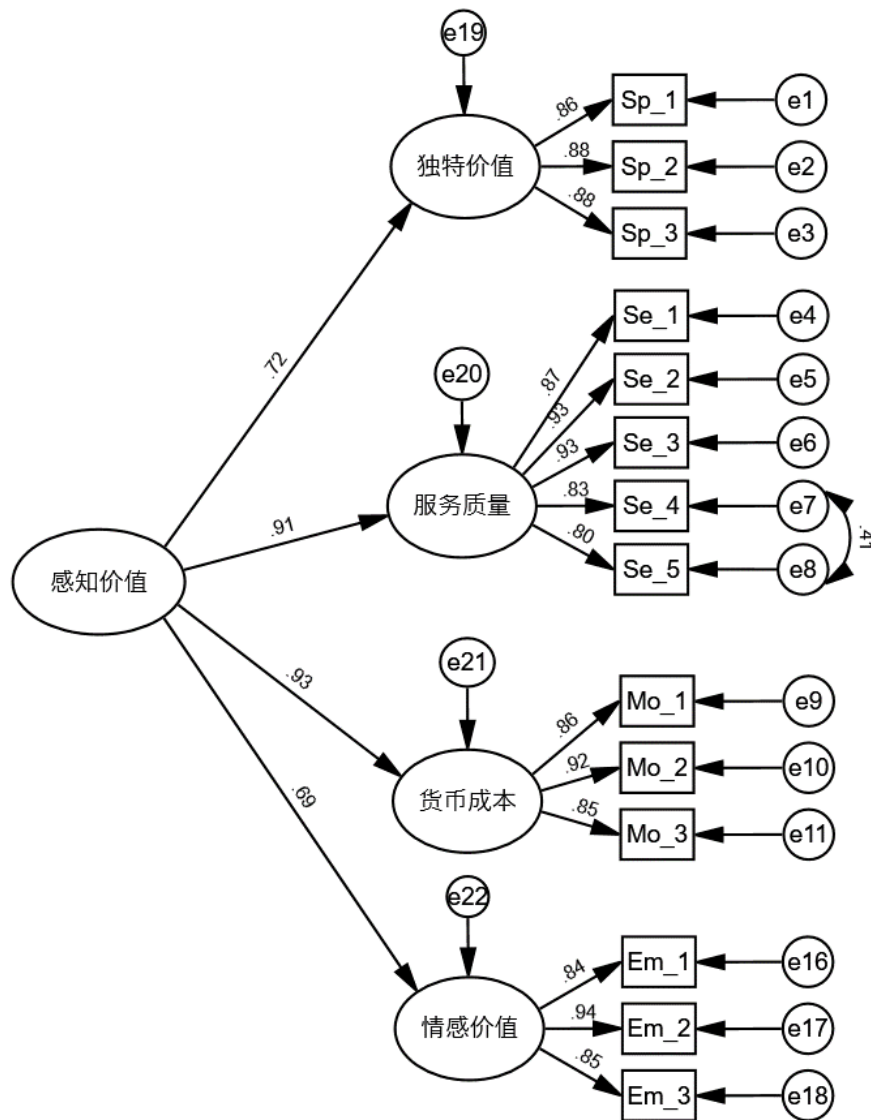 e19
.86
Sp_1
e1
独特价值
.88
Sp_2
e2
.88
Sp_3
e3
.72
e20
.87
Se_1
e4
.93
Se_2
e5
.93
Se_3
e6
服务质量
.83
Se_4
e7
.80
Se_5
e8
.41
.91
感知价值
.93
e21
.86
Mo_1
e9
.92
Mo_2
e10
货币成本
.85
Mo_3
e11
.69
e22
.84
Em_1
e16
情感价值
.94
Em_2
e17
.85
Em_3
e18